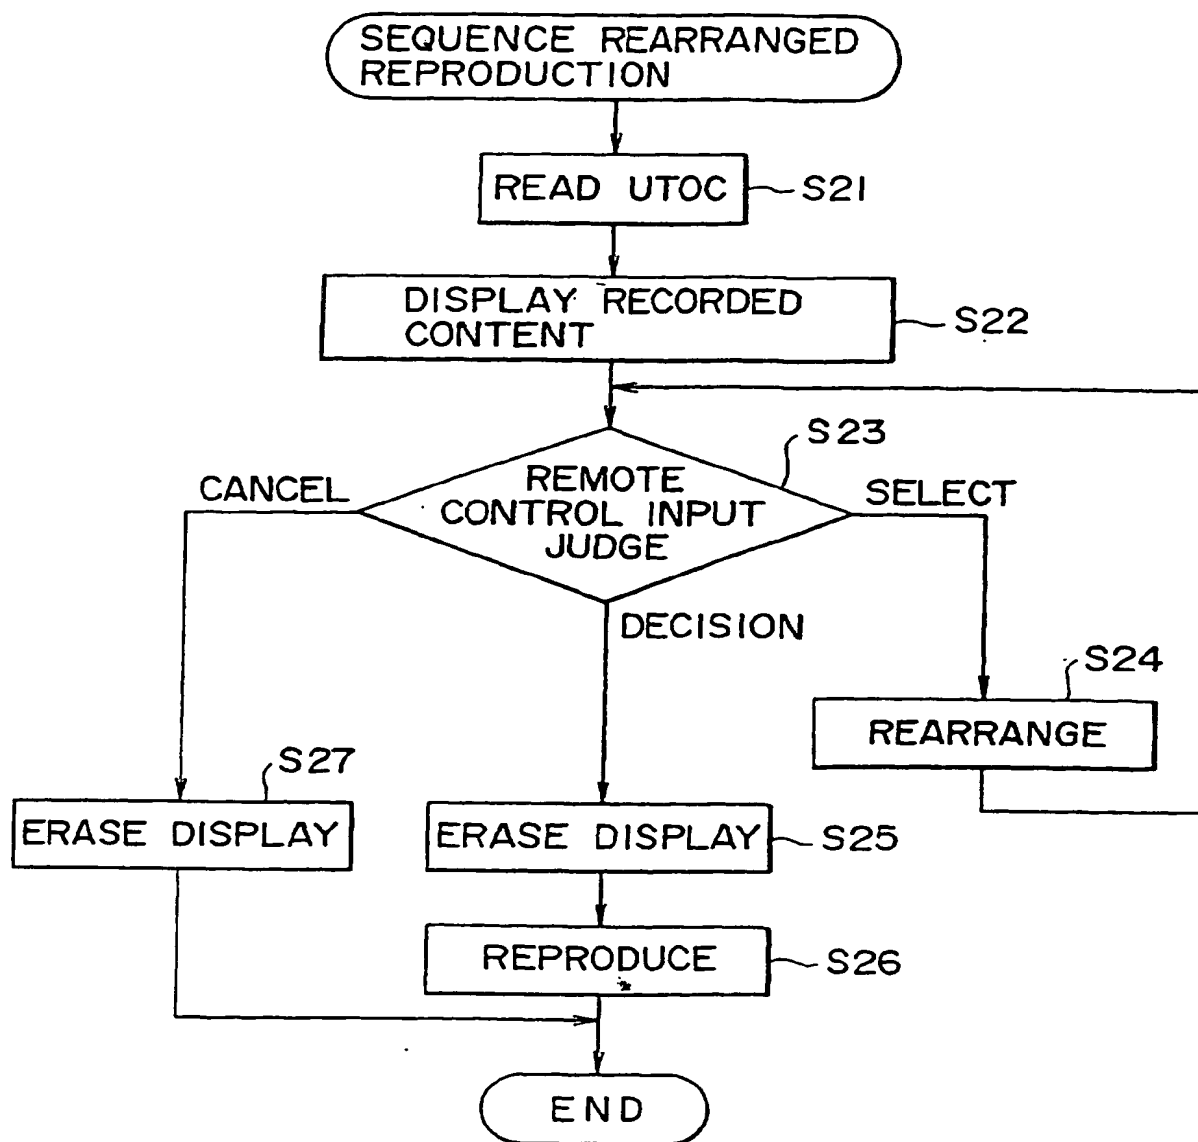 SEQUENCE REARRANGED
REPRODUCTION
READ UTOC
S21
DISPLAY RECORDED
CONTENT
S22
S23
REMOTE
CONTROL INPUT
JUDGE
CANCEL
SELECT
DECISION
S24
REARRANGE
S27
ERASE DISPLAY
ERASE DISPLAY
S25
REPRODUCE
S26
END